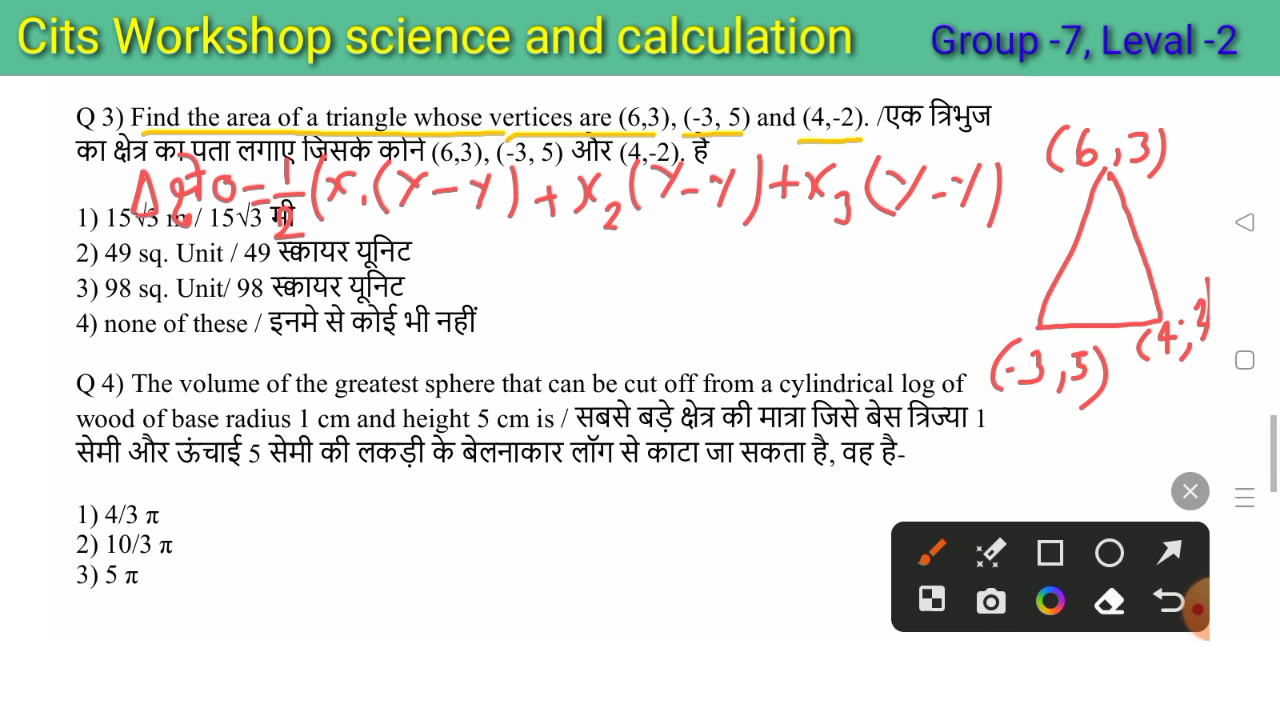 Cits Workshop science and calculation Group -7, Leval -2
Q 3) Find the area of a triangle whose vertices are (6,3), (-3, 5) and (4,-2). /एक त्रिभुज
का क्षेत्र का पता लगाए जिसके कोने (6,3), (-3, 5) और (4,-2). है
(6,3)
Δ क्षे० = 1/2 (x₁(y-y) + x₂(y-y) + x₃(y-y)
1) 15√3 m / 15√3 मी
2) 49 sq. Unit / 49 स्कायर यूनिट
3) 98 sq. Unit/ 98 स्कायर यूनिट
4) none of these / इनमे से कोई भी नहीं
(-3,5)
Q 4) The volume of the greatest sphere that can be cut off from a cylindrical log of
wood of base radius 1 cm and height 5 cm is / सबसे बड़े क्षेत्र की मात्रा जिसे बेस त्रिज्या 1
सेमी और ऊंचाई 5 सेमी की लकड़ी के बेलनाकार लॉग से काटा जा सकता है, वह है-
1) 4/3 π
2) 10/3 π
3) 5 π